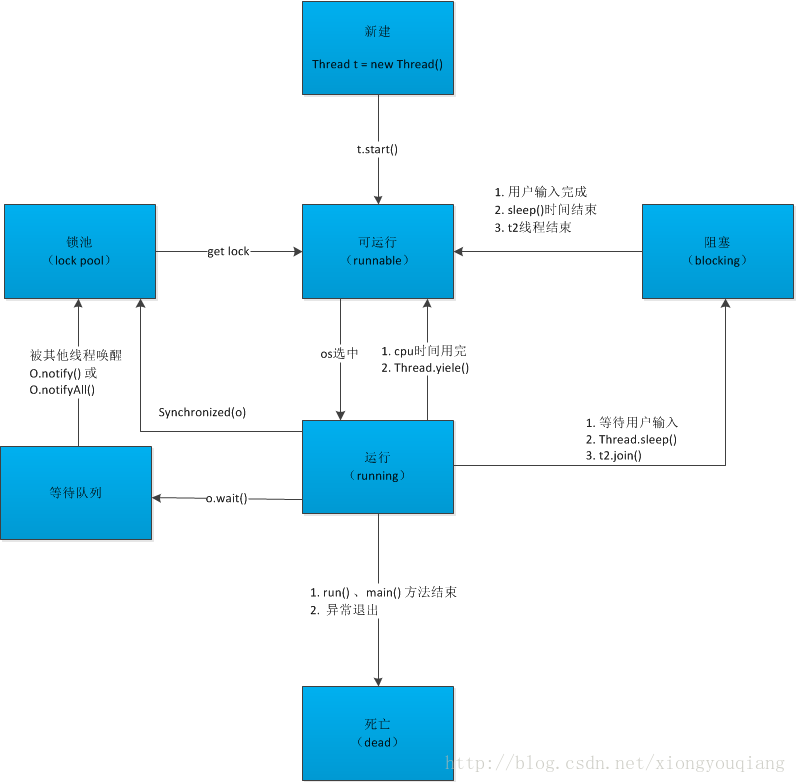 新建
Thread t = new Thread()
t.start()
1. 用户输入完成
2. sleep()时间结束
3. t2线程结束
锁池
（lock pool）
get lock
可运行
（runnable）
阻塞
（blocking）
被其他线程唤醒
O.notify() 或
O.notifyAll()
os选中
1. cpu时间用完
2. Thread.yiele()
Synchronized(o)
1. 等待用户输入
2. Thread.sleep()
3. t2.join()
等待队列
o.wait()
运行
（running）
1. run() 、main() 方法结束
2. 异常退出
死亡
（dead）
http://blog.csdn.net/xiongyouqiang